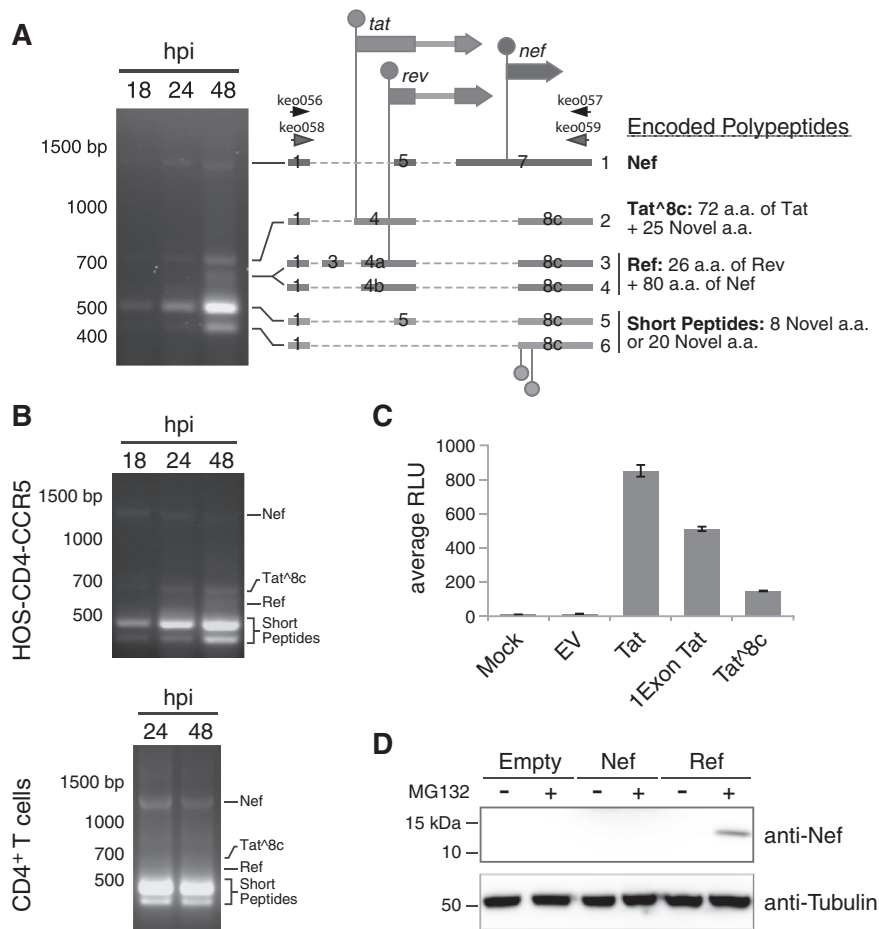 A
hpi
18 24 48
1500 bp
1000
700
500
400
tat
rev
nef
keo056
keo058
keo057
keo059
Encoded Polypeptides
1 5 7 1 Nef
1 4 8c 2 Tat^8c: 72 a.a. of Tat
+ 25 Novel a.a.
1 3 4a 8c 3 Ref: 26 a.a. of Rev
1 4b 8c 4 + 80 a.a. of Nef
1 5 8c 5 Short Peptides: 8 Novel a.a.
1 8c 6 or 20 Novel a.a.
B
HOS-CD4-CCR5
hpi
18 24 48
1500 bp
1000
700
500
Nef
Tat^8c
Ref
Short
Peptides
CD4+ T cells
hpi
24 48
1500 bp
1000
700
500
Nef
Tat^8c
Ref
Short
Peptides
C
average RLU
1000
800
600
400
200
0
Mock EV Tat 1Exon Tat Tat^8c
D
Empty Nef Ref
MG132 - + - + - +
15 kDa
10
anti-Nef
50
anti-Tubulin